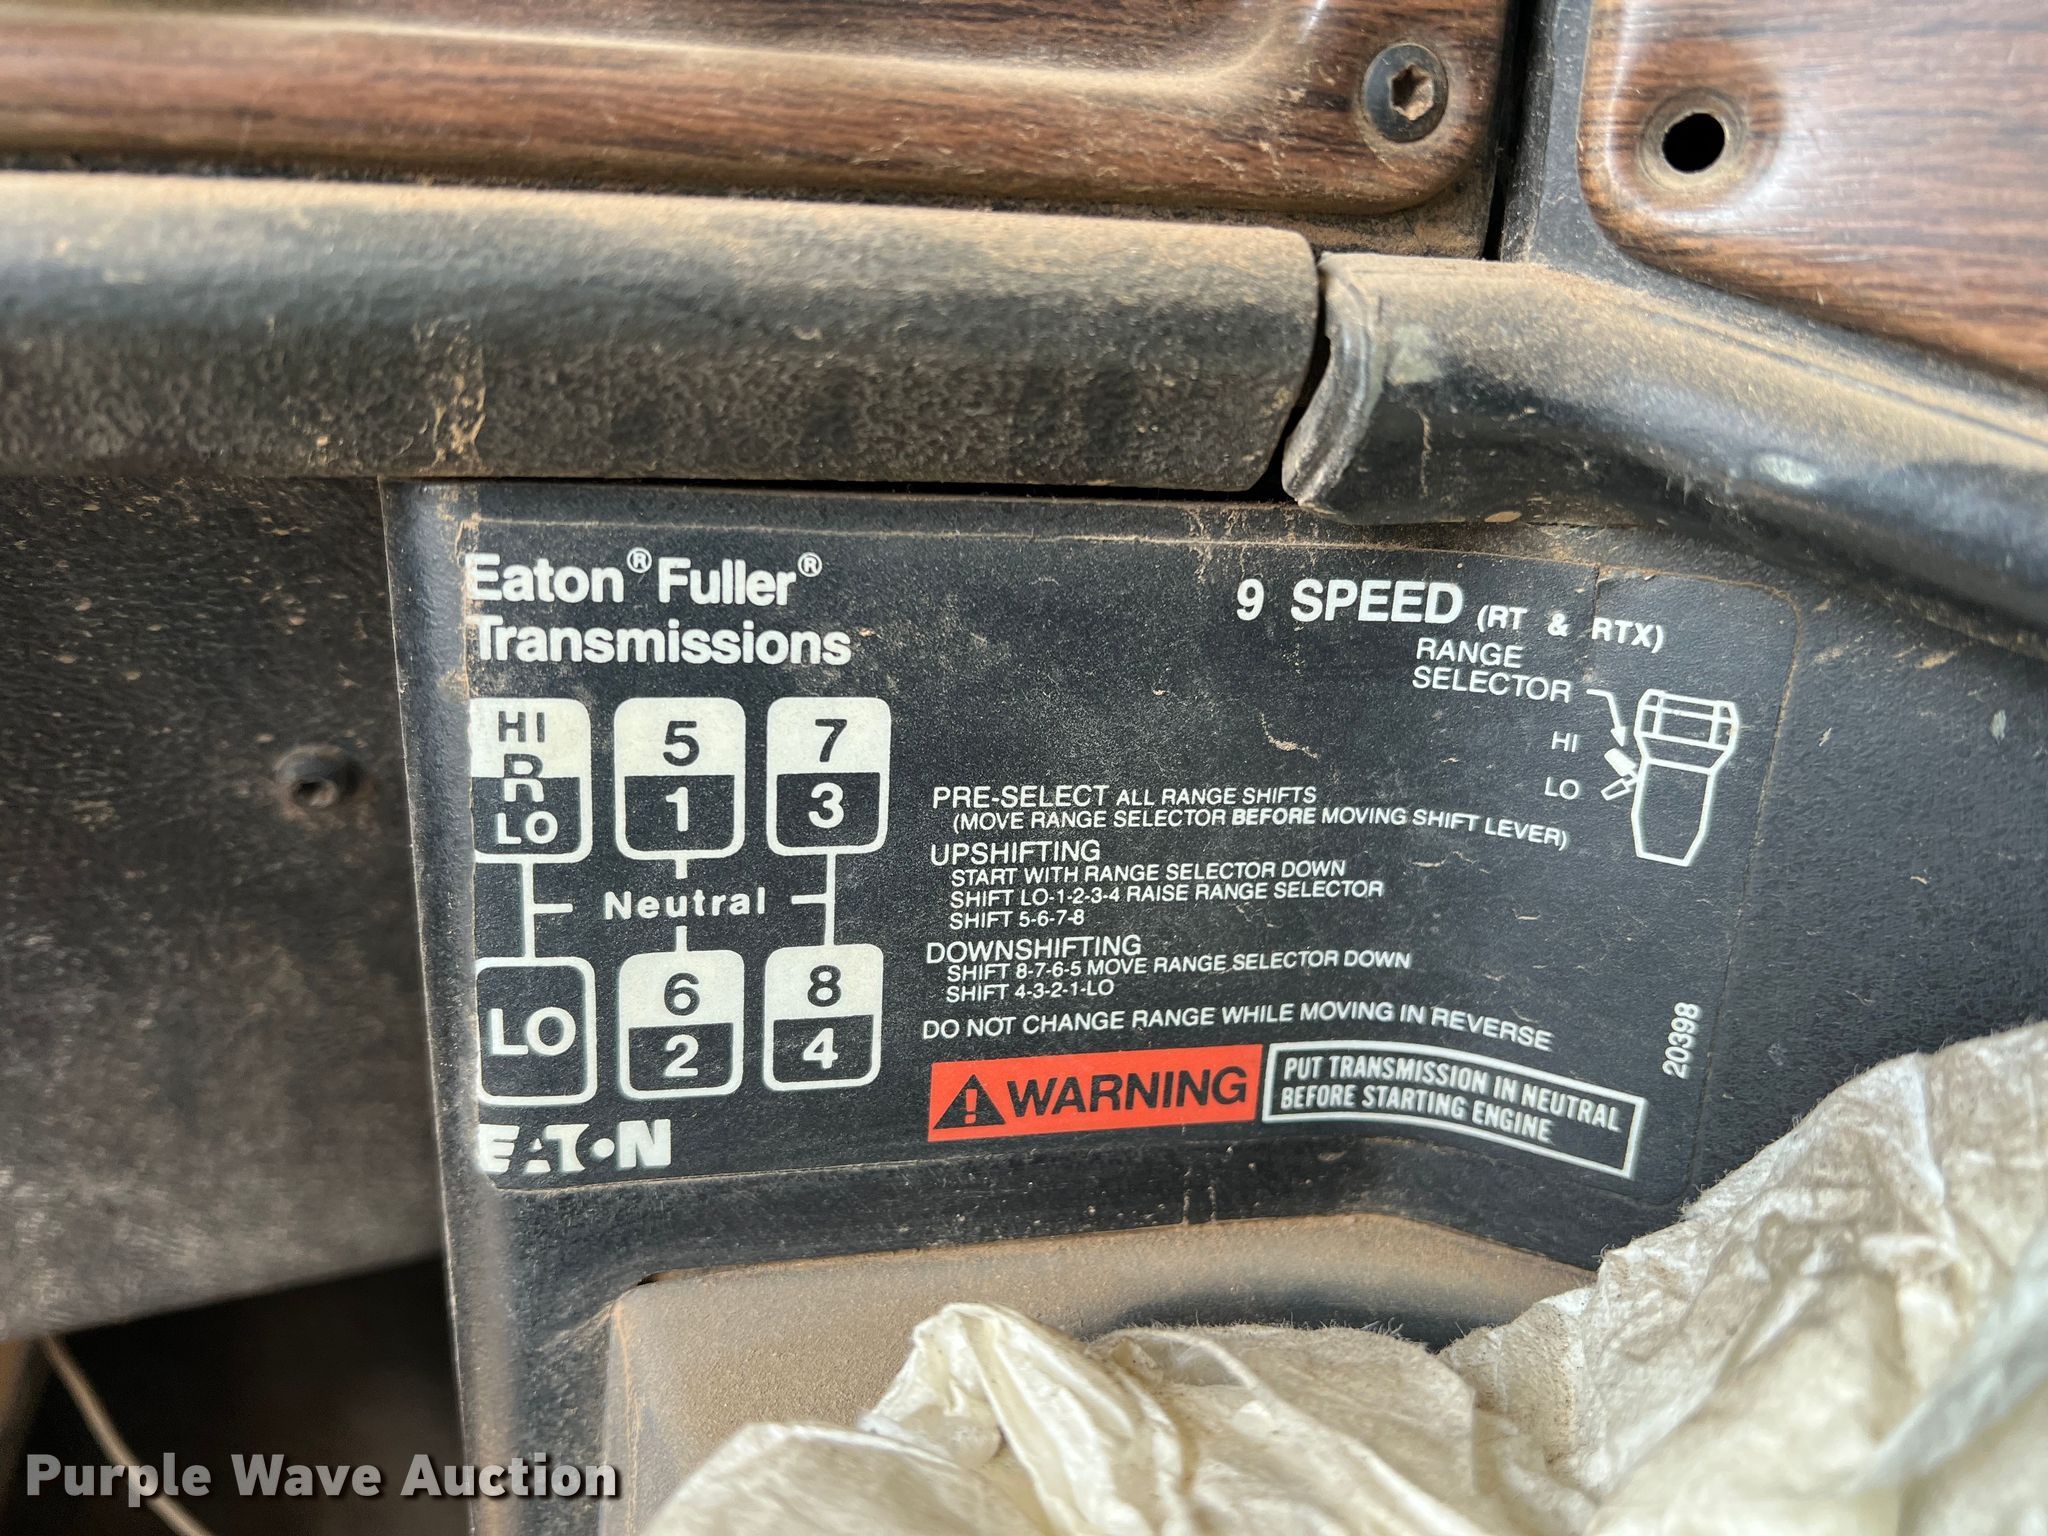 Eaton® Fuller®
Transmissions
9 SPEED (RT & RTX)
RANGE
SELECTOR
HI
LO
HI
R
LO
5
1
7
3
Neutral
LO
6
2
8
4
PRE-SELECT ALL RANGE SHIFTS
(MOVE RANGE SELECTOR BEFORE MOVING SHIFT LEVER)
UPSHIFTING
START WITH RANGE SELECTOR DOWN
SHIFT LO-1-2-3-4 RAISE RANGE SELECTOR
SHIFT 5-6-7-8
DOWNSHIFTING
SHIFT 8-7-6-5 MOVE RANGE SELECTOR DOWN
SHIFT 4-3-2-1-LO
DO NOT CHANGE RANGE WHILE MOVING IN REVERSE
WARNING
PUT TRANSMISSION IN NEUTRAL
BEFORE STARTING ENGINE
20398
EATON
Purple Wave Auction